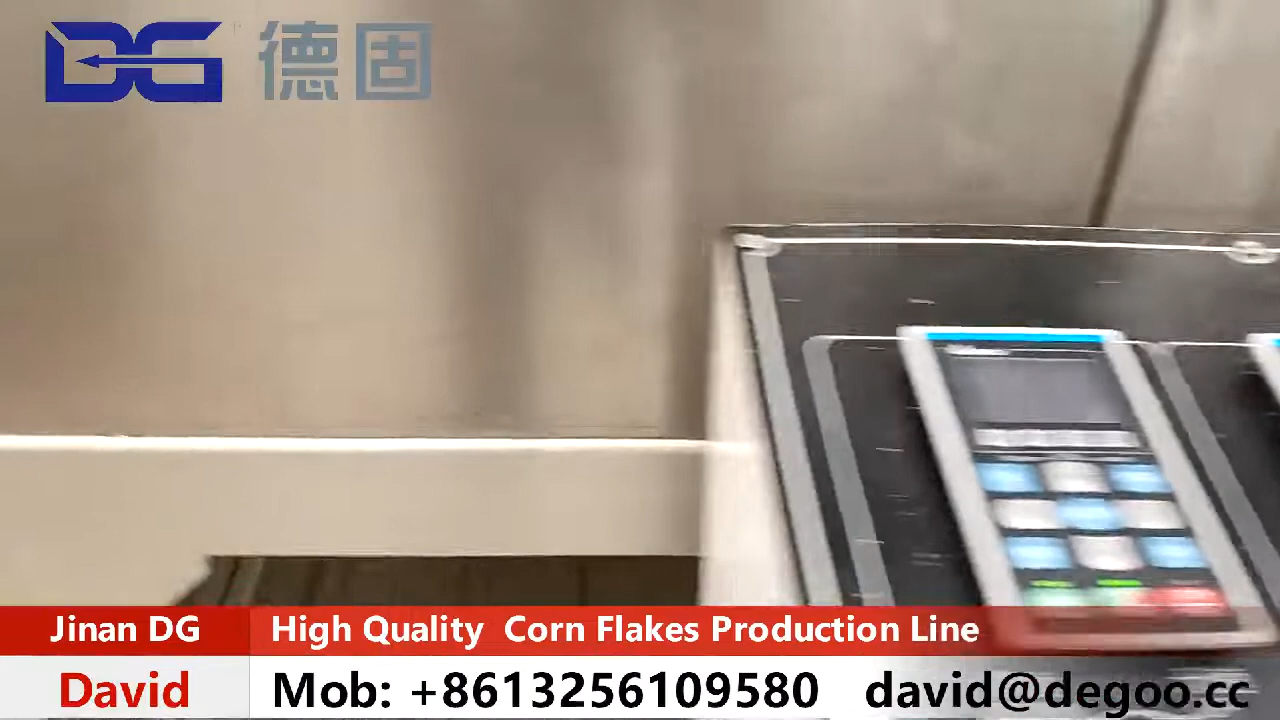 DG 德固
Jinan DG High Quality Corn Flakes Production Line
David Mob: +8613256109580 david@degoo.cc